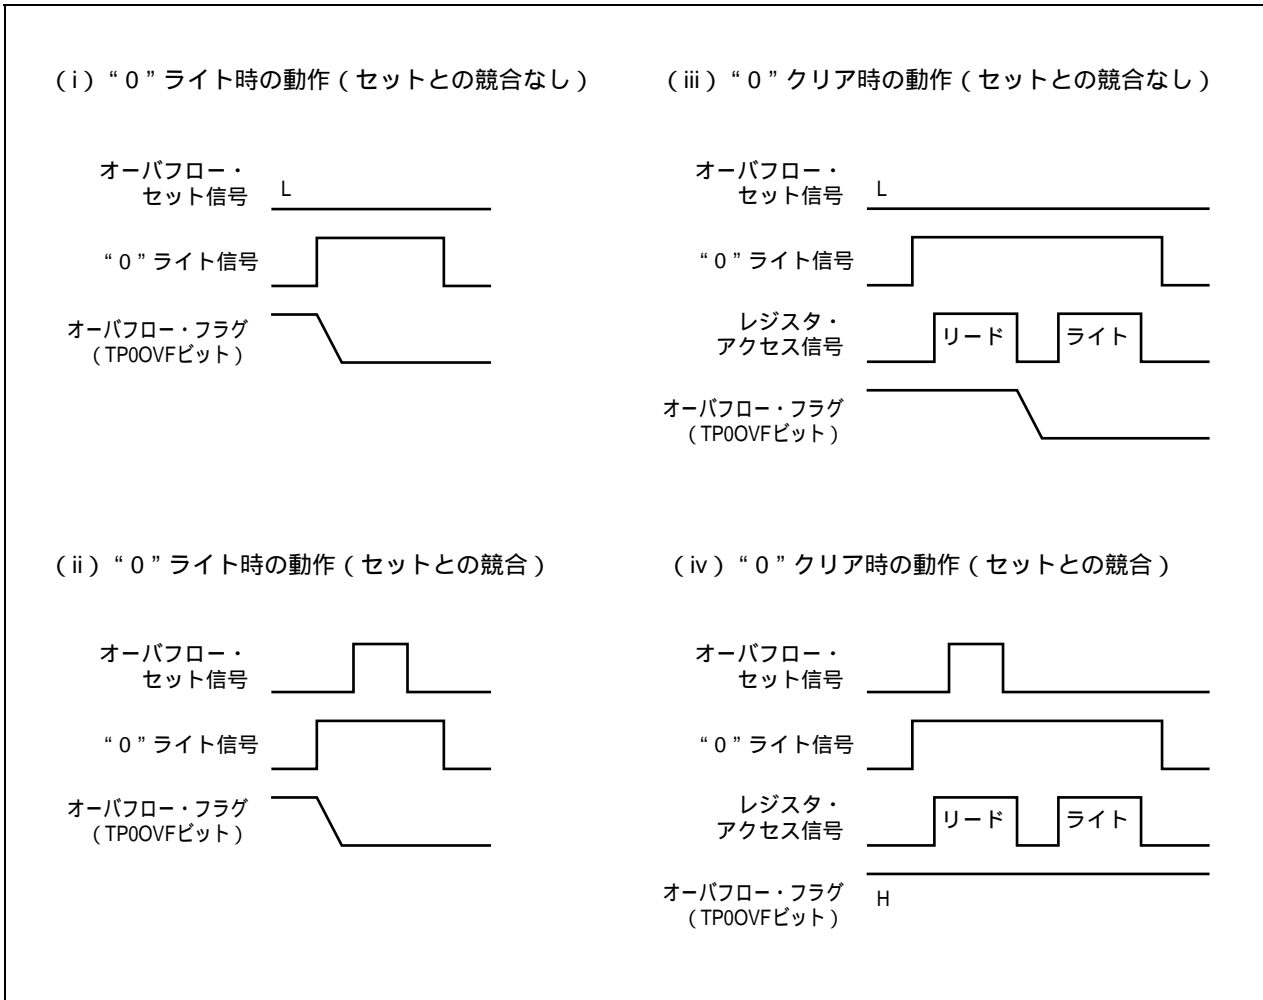 (i) “0”ライト時の動作(セットとの競合なし)
オーバフロー・
セット信号
L
“0”ライト信号
オーバフロー・フラグ
(TP0OVFビット)
(iii) “0”クリア時の動作(セットとの競合なし)
オーバフロー・
セット信号
L
“0”ライト信号
レジスタ・
アクセス信号
リード
ライト
オーバフロー・フラグ
(TP0OVFビット)
(ii) “0”ライト時の動作(セットとの競合)
オーバフロー・
セット信号
“0”ライト信号
オーバフロー・フラグ
(TP0OVFビット)
(iv) “0”クリア時の動作(セットとの競合)
オーバフロー・
セット信号
“0”ライト信号
レジスタ・
アクセス信号
リード
ライト
オーバフロー・フラグ
(TP0OVFビット)
H